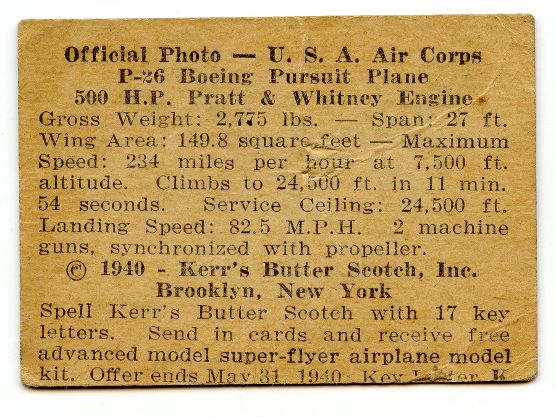 Official Photo — U. S. A. Air Corps
P-26 Boeing Pursuit Plane
500 H.P. Pratt & Whitney Engine
Gross Weight: 2,775 lbs. — Span: 27 ft.
Wing Area: 149.8 square feet — Maximum
Speed: 234 miles per hour at 7,500 ft.
altitude. Climbs to 24,500 ft. in 11 min.
54 seconds. Service Ceiling: 24,500 ft.
Landing Speed: 82.5 M.P.H. 2 machine
guns, synchronized with propeller.
© 1940 - Kerr's Butter Scotch, Inc.
Brooklyn, New York
Spell Kerr's Butter Scotch with 17 key
letters. Send in cards and receive free
advanced model super-flyer airplane model
kit. Offer ends May 31, 1940. Key Letter K